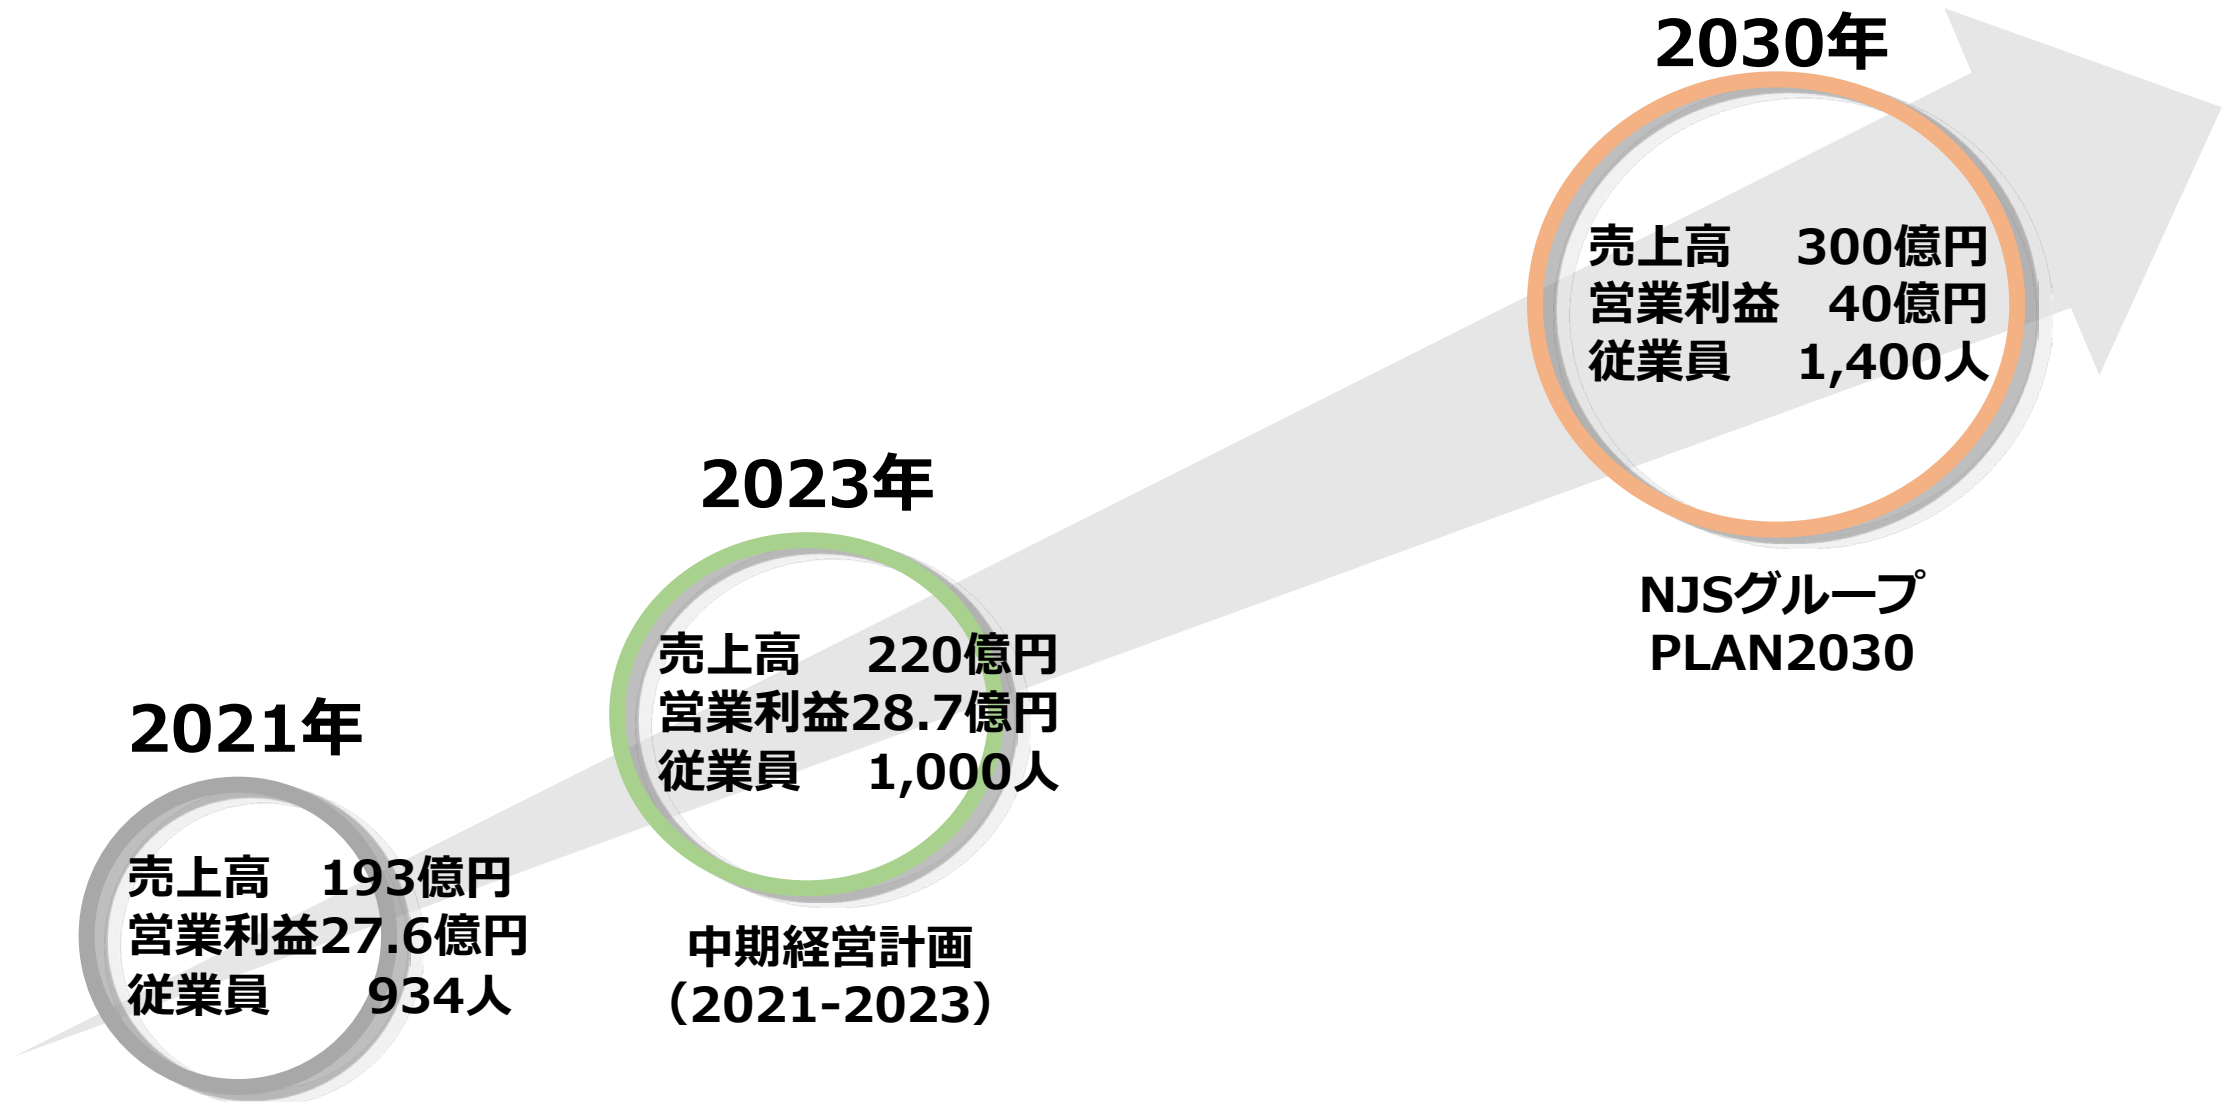 2030年
売上高 300億円
営業利益 40億円
従業員 1,400人
NJSグループ
PLAN2030
2023年
売上高 220億円
営業利益28.7億円
従業員 1,000人
中期経営計画
（2021-2023）
2021年
売上高 193億円
営業利益27.6億円
従業員 934人